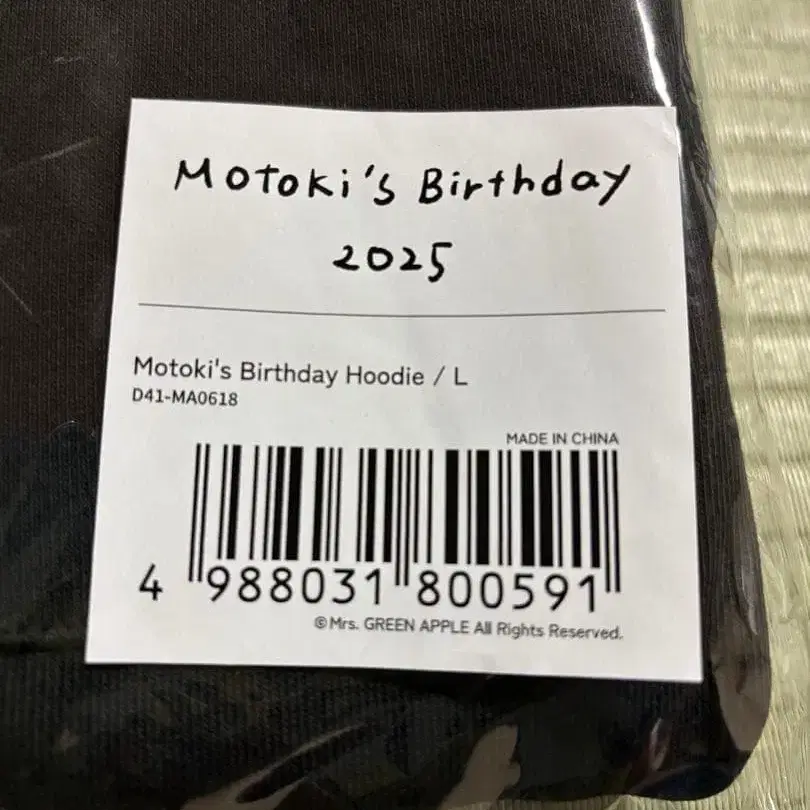 Motoki's Birthday
2025
Motoki's Birthday Hoodie / L
D41-MA0618
MADE IN CHINA
4 988031 800591
©Mrs. GREEN APPLE All Rights Reserved.